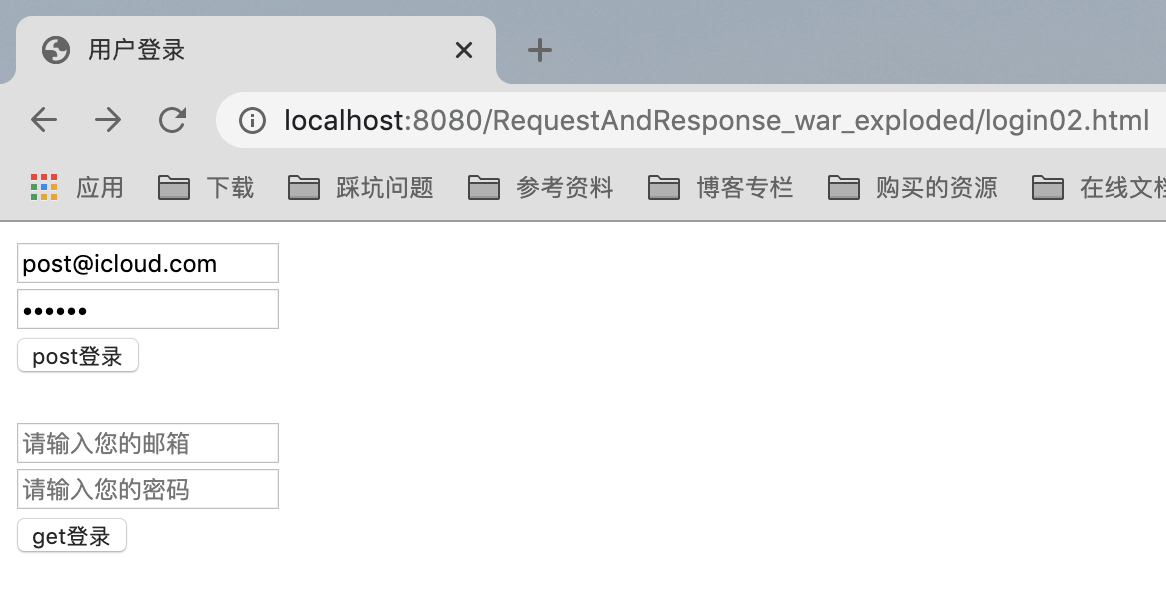 用户登录
localhost:8080/RequestAndResponse_war_exploded/login02.html
应用 下载 踩坑问题 参考资料 博客专栏 购买的资源 在线文
post@icloud.com
••••••
post登录
请输入您的邮箱
请输入您的密码
get登录